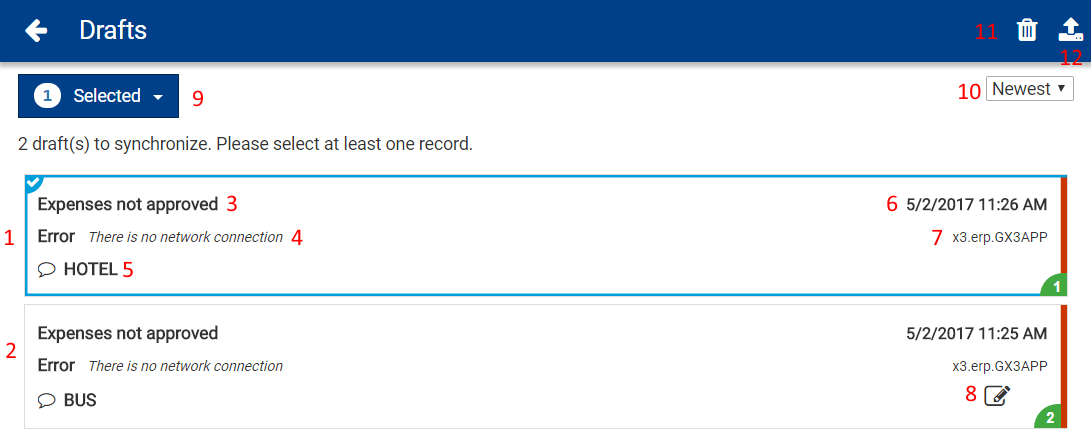 Drafts
11
12
1 Selected 9
10 Newest
2 draft(s) to synchronize. Please select at least one record.
Expenses not approved 3
6 5/2/2017 11:26 AM
1
Error There is no network connection 4
7 x3.erp.GX3APP
HOTEL 5
1
Expenses not approved
5/2/2017 11:25 AM
2
Error There is no network connection
x3.erp.GX3APP
BUS
8
2